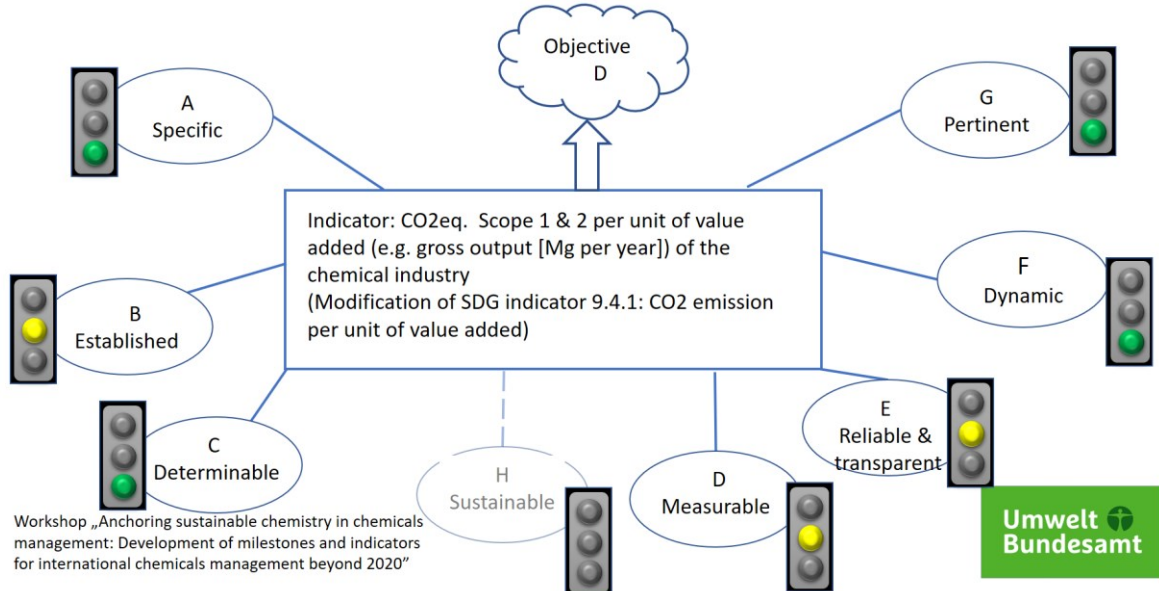 Objective
D
A
Specific
G
Pertinent
Indicator: CO2eq. Scope 1 & 2 per unit of value
added (e.g. gross output [Mg per year]) of the
chemical industry
(Modification of SDG indicator 9.4.1: CO2 emission
per unit of value added)
B
Established
F
Dynamic
C
Determinable
H
Sustainable
D
Measurable
E
Reliable &
transparent
Workshop „Anchoring sustainable chemistry in chemicals
management: Development of milestones and indicators
for international chemicals management beyond 2020”
Umwelt
Bundesamt